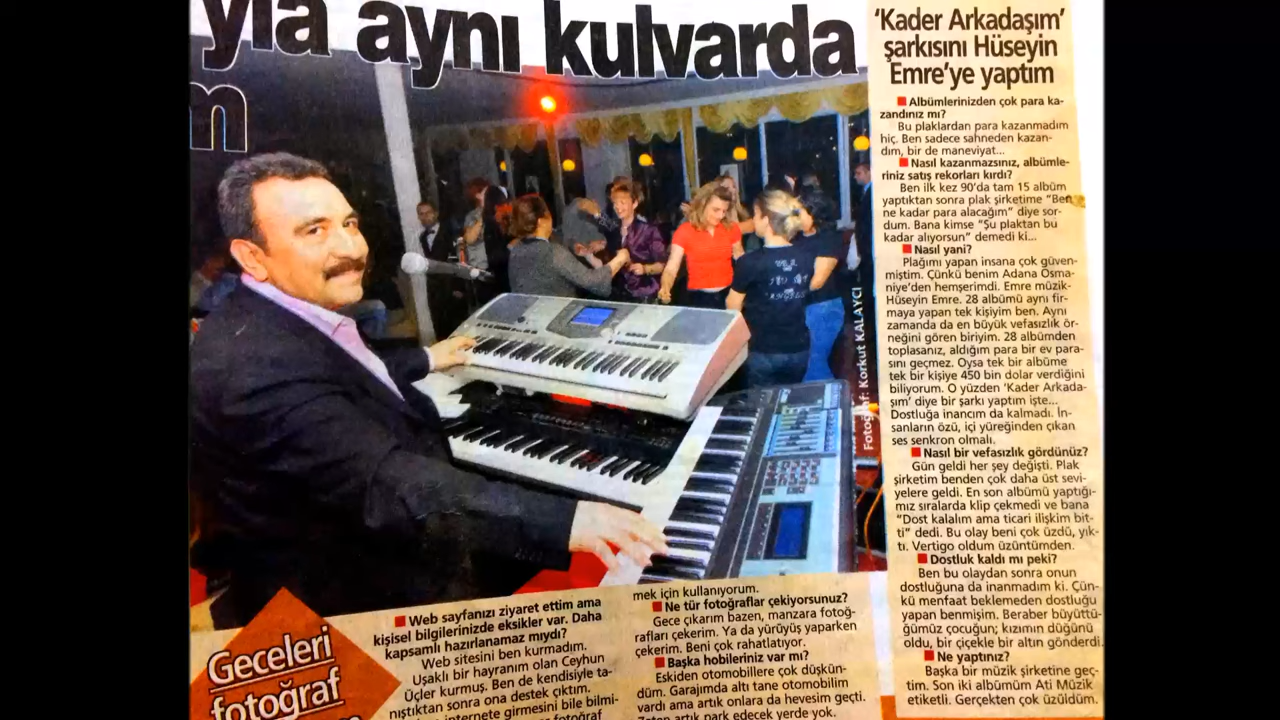 yla aynı kulvarda
m
'Kader Arkadaşım'
şarkısını Hüseyin
Emre'ye yaptım
Albümlerinizden çok para ka-
zandınız mı?
Bu plaklardan para kazanmadım
hiç. Ben sadece sahneden kazan-
dım, bir de maneviyat...
Nasıl kazanmazsınız, albümle-
riniz satış rekorları kırdı?
Ben ilk kez 90'da tam 15 albüm
yaptıktan sonra plak şirketime "Ben
ne kadar para alacağım" diye sor-
dum. Bana kimse "Şu plaktan bu
kadar alıyorsun" demedi ki...
Nasıl yani?
Plağımı yapan insana çok güven-
miştim. Çünkü benim Adana Osma-
niye'den hemşerimdi. Emre müzik-
Hüseyin Emre. 28 albümü aynı fir-
maya yapan tek kişiyim ben. Aynı
zamanda da en büyük vefasızlık ör-
neğini gören biriyim. 28 albümden
toplasanız, aldığım para bir ev para-
sını geçmez. Oysa tek bir albüme
tek bir kişiye 450 bin dolar verdiğini
biliyorum. O yüzden 'Kader Arkada-
şım' diye bir şarkı yaptım işte...
Dostluğa inancım da kalmadı. İn-
sanların özü, içi yüreğinden çıkan
ses senkron olmalı.
Nasıl bir vefasızlık gördünüz?
Gün geldi her şey değişti. Plak
şirketim benden çok daha üst sevi-
yelere geldi. En son albümü yaptığı-
mız sıralarda klip çekmedi ve bana
"Dost kalalım ama ticari ilişkim bit-
ti" dedi. Bu olay beni çok üzdü, yık-
tı. Vertigo oldum üzüntümden.
Dostluk kaldı mı peki?
Ben bu olaydan sonra onun
dostluğuna da inanmadım ki. Çün-
kü menfaat beklemeden dostluğu
yapan benmişim. Beraber büyüttü-
ğümüz çocuğun; kızımın düğünü
oldu, bir çiçekle bir altın gönderdi.
Ne yaptınız?
Başka bir müzik şirketine geç-
tim. Son iki albümüm Ati Müzik
etiketli. Gerçekten çok üzüldüm.
Fotoğraf: Korkut KALAYCI
Geceleri
fotoğraf
Web sayfanızı ziyaret ettim ama
kişisel bilgilerinizde eksikler var. Daha
kapsamlı hazırlanamaz mıydı?
Web sitesini ben kurmadım.
Uşaklı bir hayranım olan Ceyhun
Üçler kurmuş. Ben de kendisiyle ta-
nıştıktan sonra ona destek çıktım.
internete girmesini bile bilmi-
fotoğraf
mek için kullanıyorum.
Ne tür fotoğraflar çekiyorsunuz?
Gece çıkarım bazen, manzara fotoğ-
rafları çekerim. Ya da yürüyüş yaparken
çekerim. Beni çok rahatlatıyor.
Başka hobileriniz var mı?
Eskiden otomobillere çok düşkün-
düm. Garajımda altı tane otomobilim
vardı ama artık onlara da hevesim geçti.
Zaten artık park edecek yerde yok.